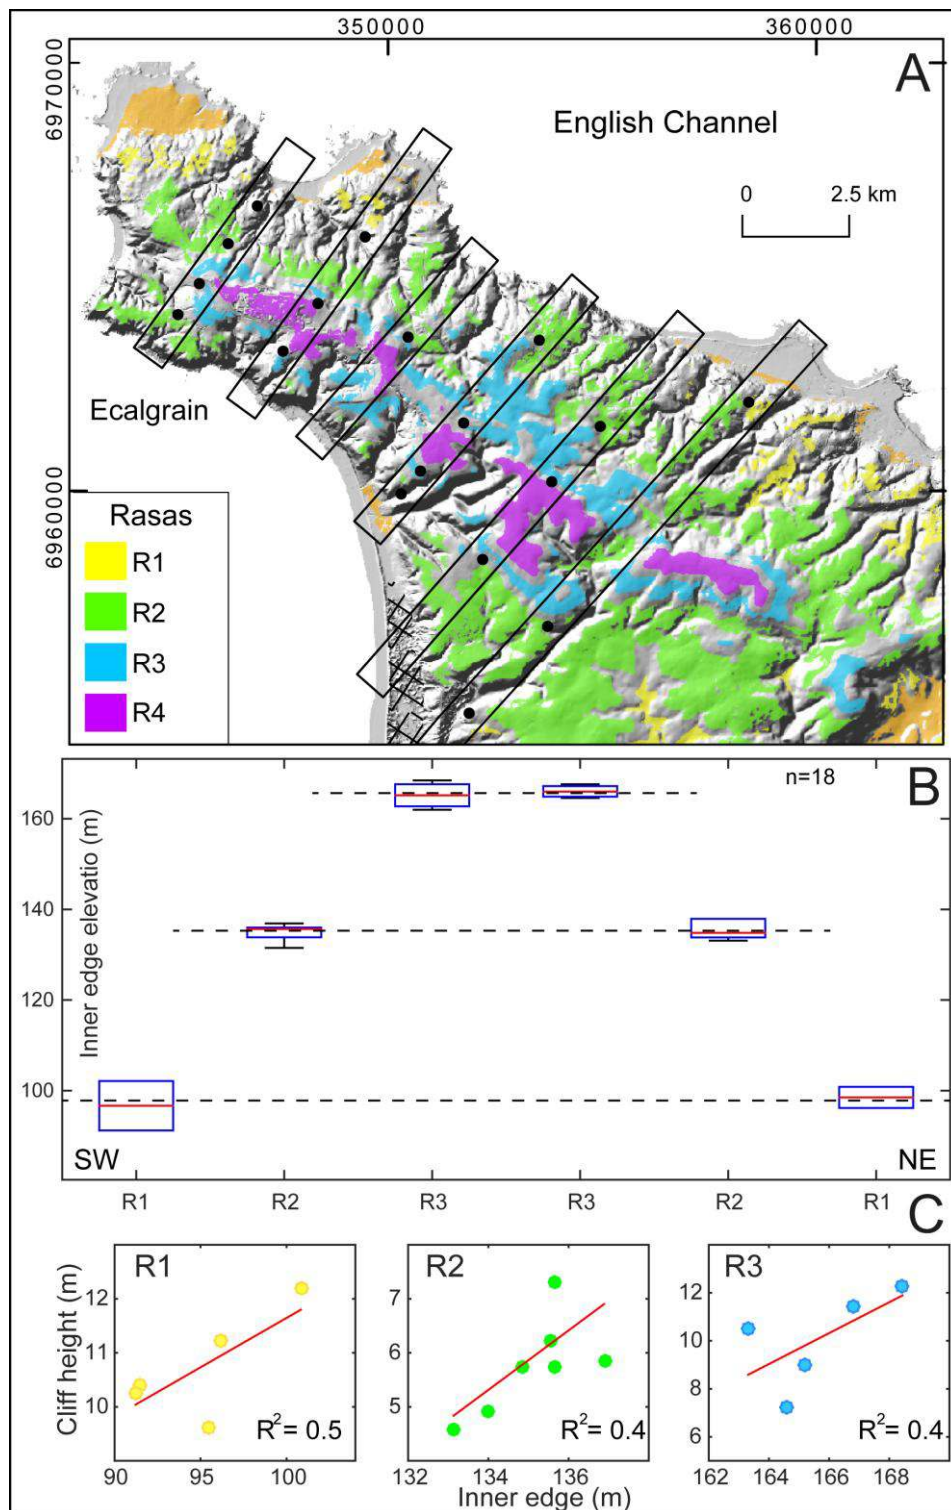 350000 360000
A
6970000
English Channel
0 2.5 km
Ecalgrain
6960000
Rasas
R1
R2
R3
R4
n=18
B
160
140
120
100
Inner edge elevatio (m)
SW NE
R1 R2 R3 R3 R2 R1
C
R1
12
11
10
Cliff height (m)
R²= 0.5
90 95 100
R2
7
6
5
R²= 0.4
132 134 136
R3
12
10
8
6
R²= 0.4
162 164 166 168
Inner edge (m)